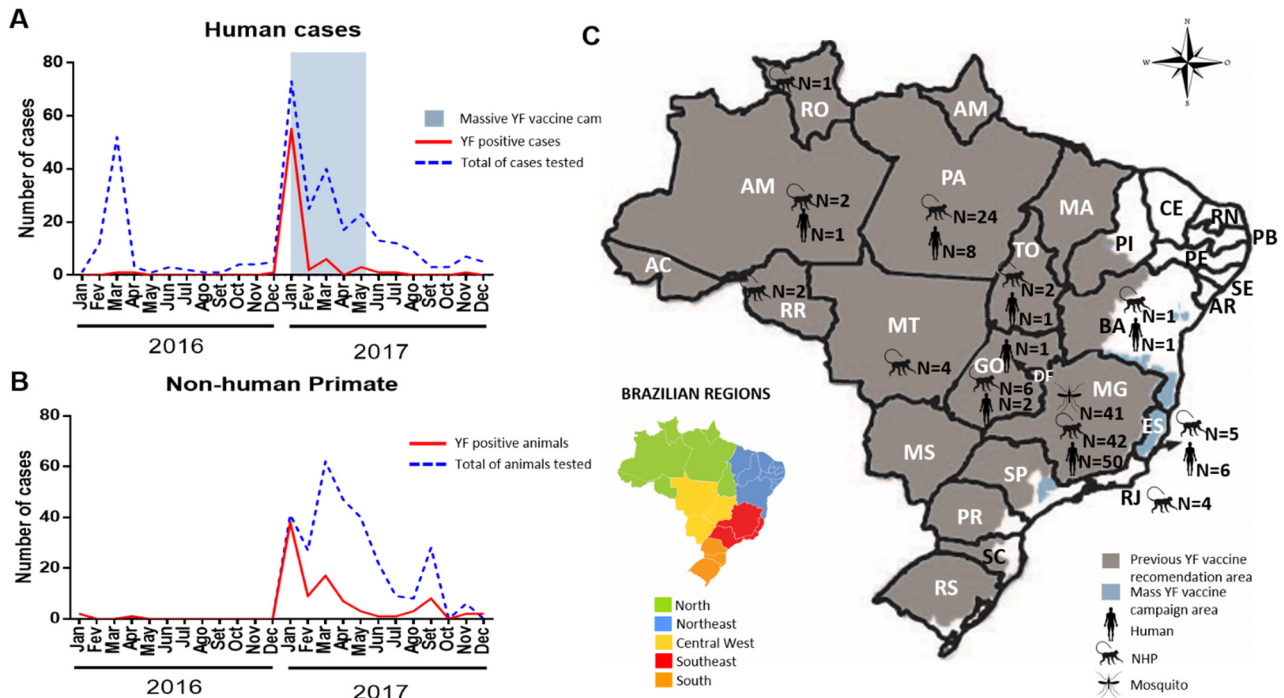 A
Human cases
Number of cases
80
60
40
20
0
Jan
Fev
Mar
Apr
May
Jun
Jul
Ago
Set
Oct
Nov
Dec
Jan
Fev
Mar
Apr
May
Jun
Jul
Ago
Set
Oct
Nov
Dec
2016
2017
Massive YF vaccine cam
YF positive cases
Total of cases tested
B
Non-human Primate
Number of cases
80
60
40
20
0
Jan
Fev
Mar
Apr
May
Jun
Jul
Ago
Set
Oct
Nov
Dec
Jan
Fev
Mar
Apr
May
Jun
Jul
Ago
Set
Oct
Nov
Dec
2016
2017
YF positive animals
Total of animals tested
C
N
W
O
S
N=1
RO
AM
AM
N=2
N=1
PA
N=24
N=8
MA
CE
RN
PB
PI
PE
SE
AR
AC
N=2
RR
TO
N=2
N=1
BA
N=1
N=1
MT
N=4
N=1
GO
DF
N=6
N=2
MG
N=41
N=42
N=50
ES
N=5
N=6
MS
SP
RJ
N=4
PR
SC
RS
BRAZILIAN REGIONS
North
Northeast
Central West
Southeast
South
Previous YF vaccine
recomendation area
Mass YF vaccine
campaign area
Human
NHP
Mosquito